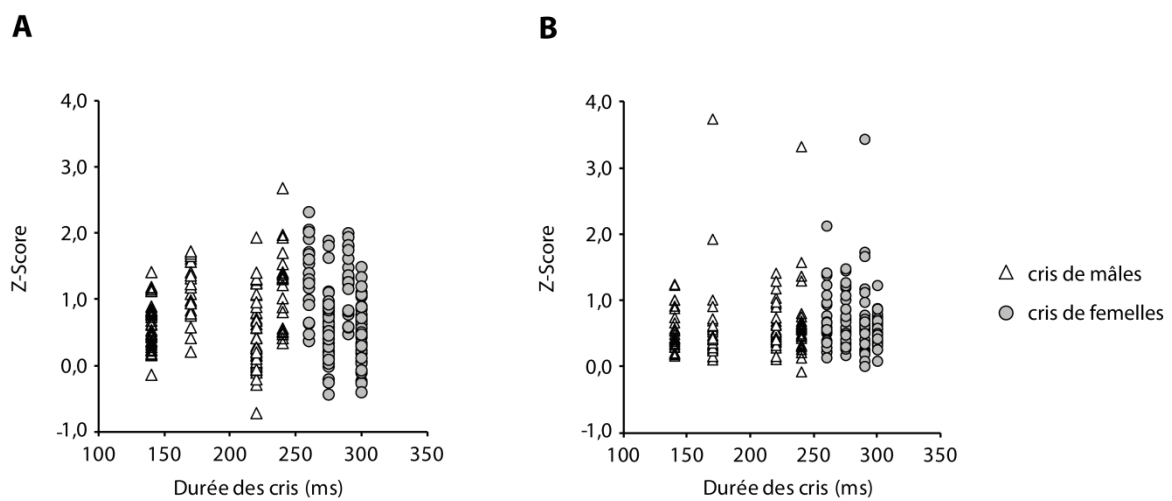 A
B
4,0
3,0
2,0
1,0
0,0
-1,0
Z-Score
100 150 200 250 300 350
Durée des cris (ms)
4,0
3,0
2,0
1,0
0,0
-1,0
Z-Score
100 150 200 250 300 350
Durée des cris (ms)
cris de mâles
cris de femelles